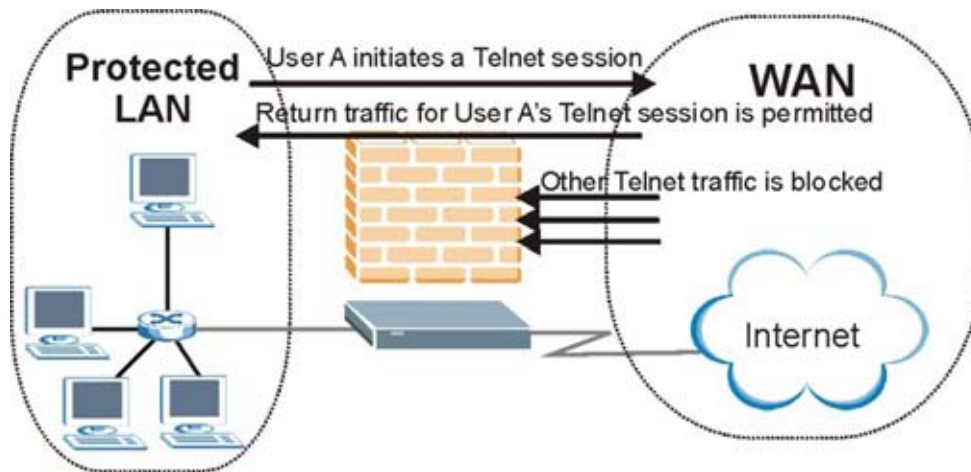 Protected
LAN
User A initiates a Telnet session
WAN
Return traffic for User A's Telnet session is permitted
Other Telnet traffic is blocked
Internet